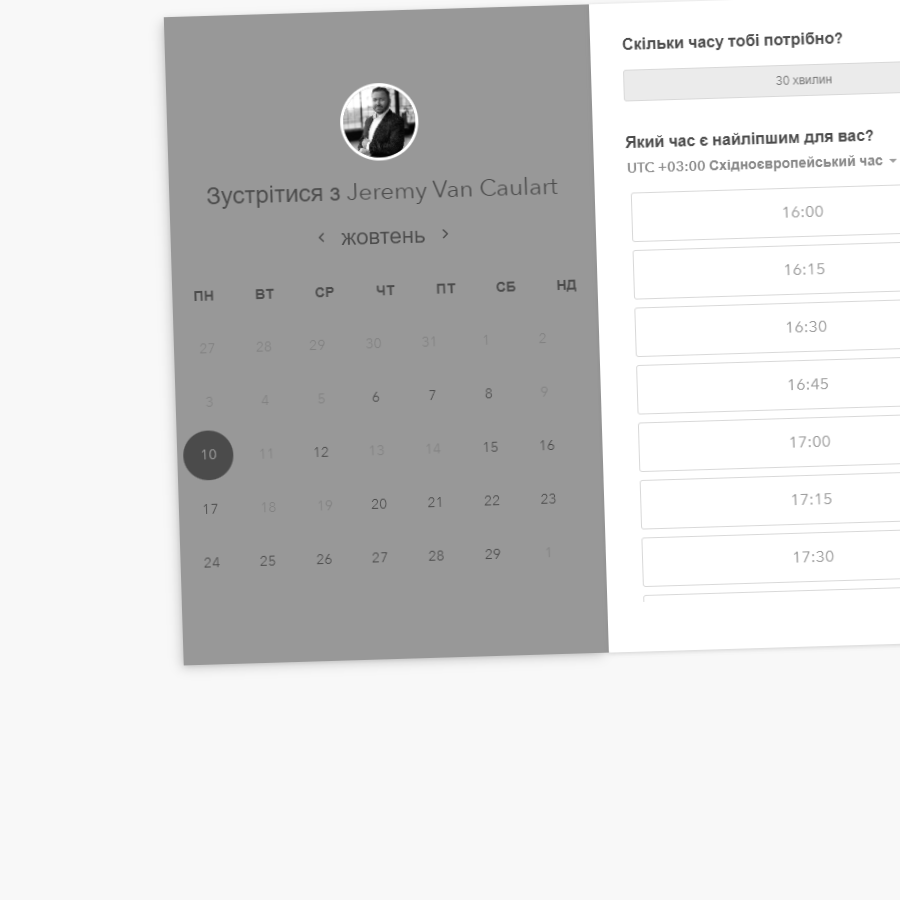 Зустрітися з Jeremy Van Caulart
жовтень
ПН ВТ СР ЧТ ПТ СБ НД
27 28 29 30 31 1 2
3 4 5 6 7 8 9
10 11 12 13 14 15 16
17 18 19 20 21 22 23
24 25 26 27 28 29 1
Скільки часу тобі потрібно?
30 хвилин
Який час є найліпшим для вас?
UTC +03:00 Східноєвропейський час
16:00
16:15
16:30
16:45
17:00
17:15
17:30